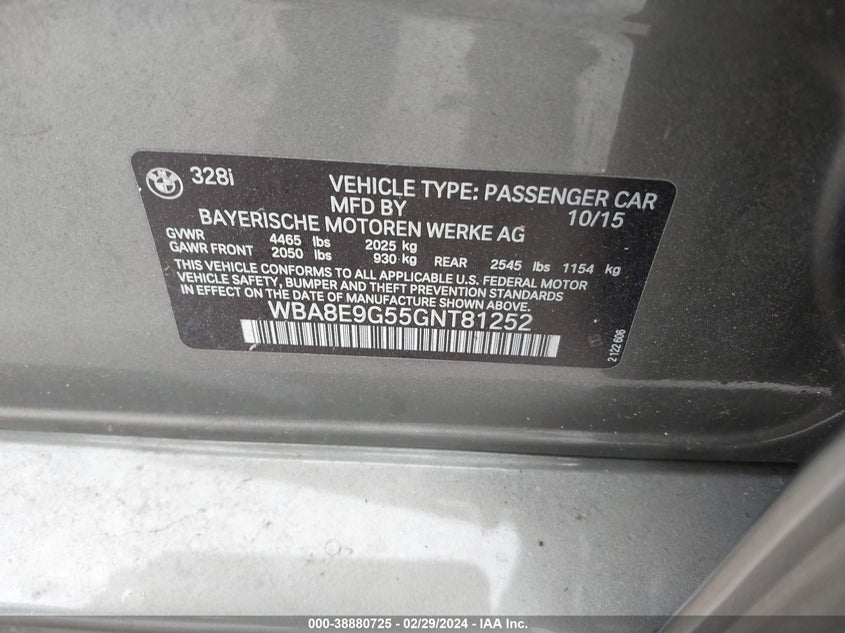 328i
VEHICLE TYPE: PASSENGER CAR
MFD BY 10/15
BAYERISCHE MOTOREN WERKE AG
GVWR 4465 lbs 2025 kg
GAWR FRONT 2050 lbs 930 kg REAR 2545 lbs 1154 kg
THIS VEHICLE CONFORMS TO ALL APPLICABLE U.S. FEDERAL MOTOR
VEHICLE SAFETY, BUMPER AND THEFT PREVENTION STANDARDS
IN EFFECT ON THE DATE OF MANUFACTURE SHOWN ABOVE.
WBA8E9G55GNT81252
2 122 606
000-38880725 - 02/29/2024 - IAA Inc.